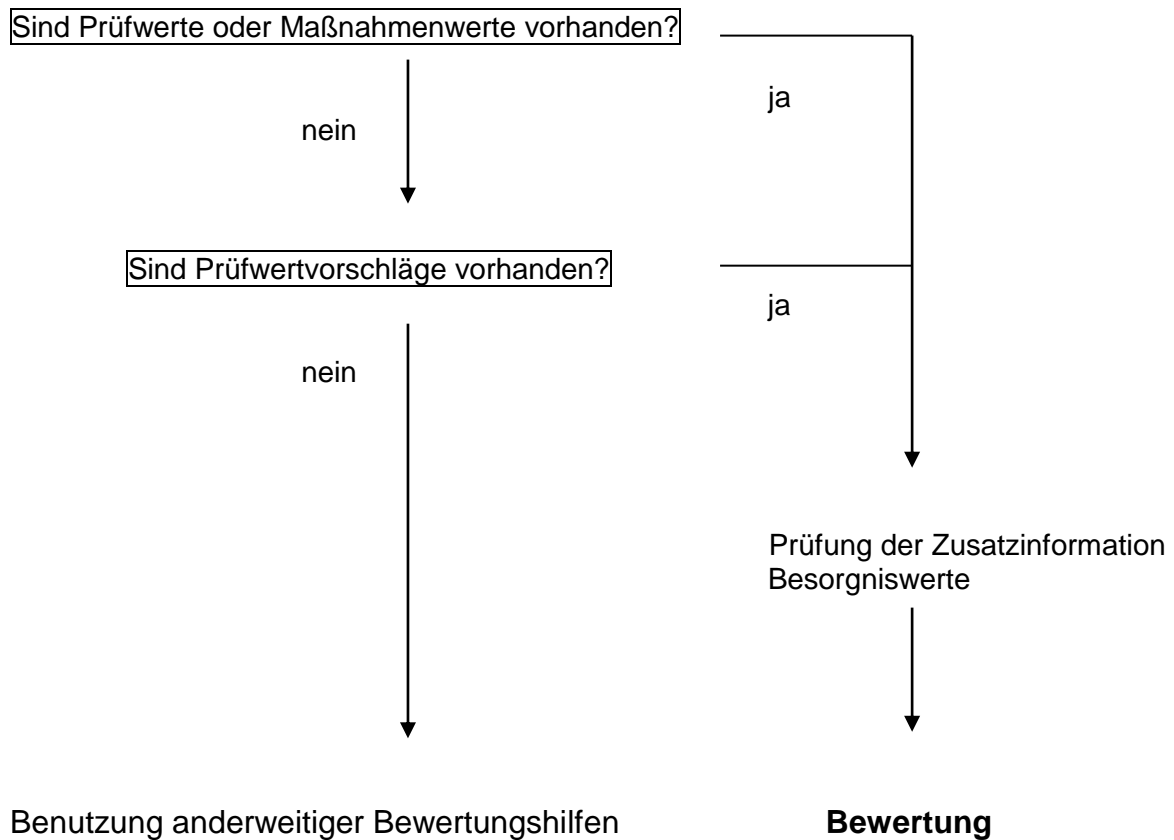 Sind Prüfwerte oder Maßnahmenwerte vorhanden?
ja
nein
Sind Prüfwertvorschläge vorhanden?
ja
nein
Prüfung der Zusatzinformation
Besorgniswerte
Benutzung anderweitiger Bewertungshilfen
Bewertung